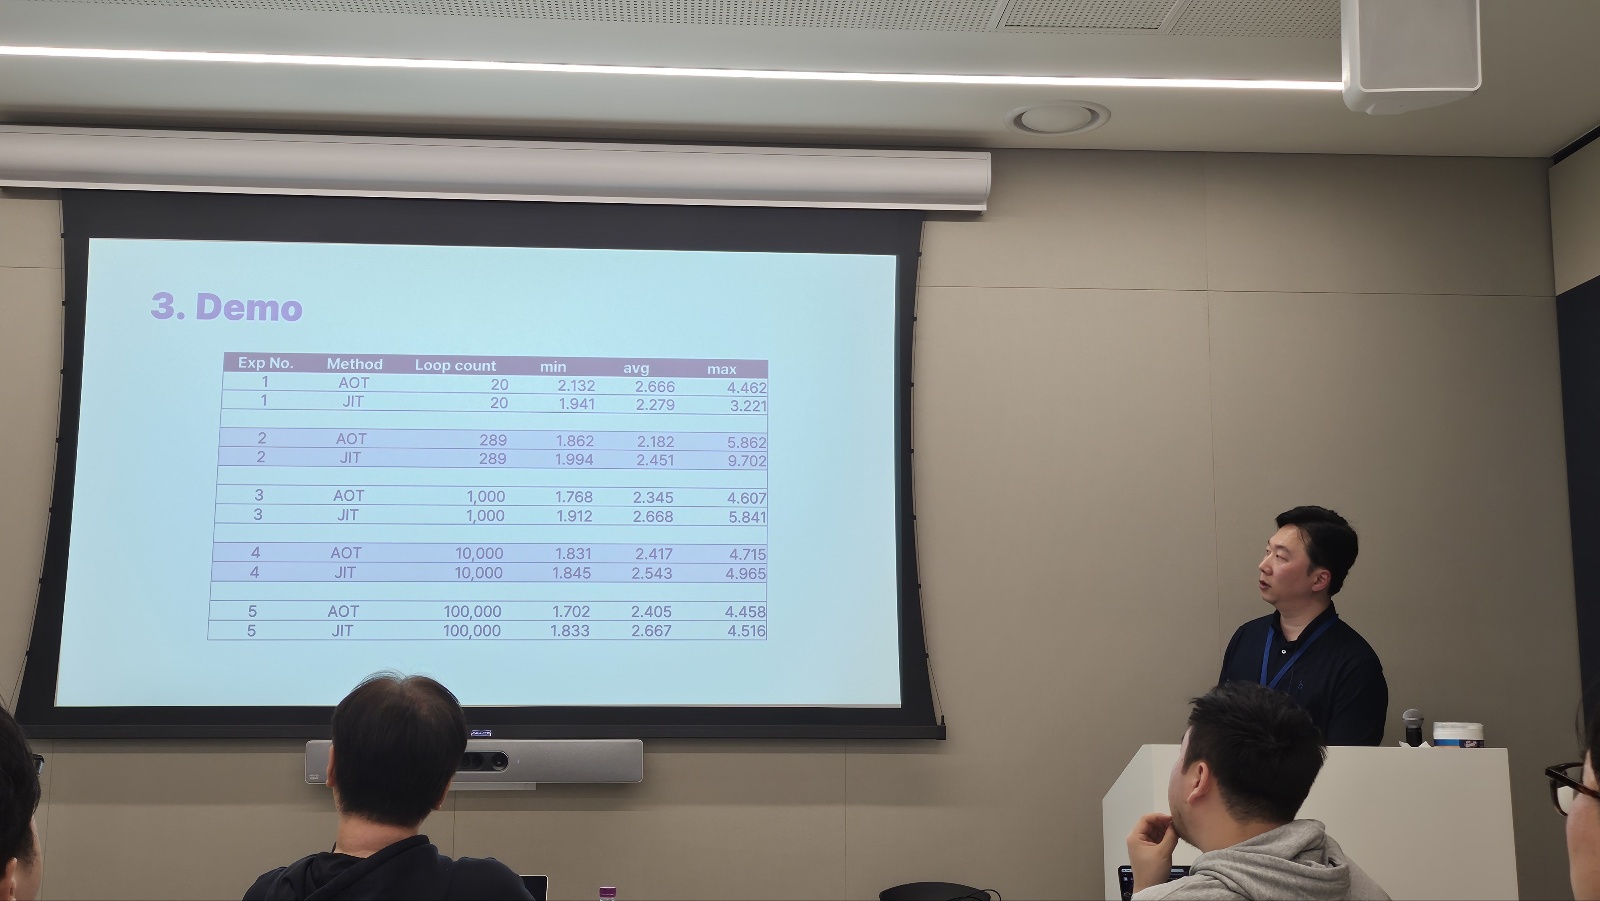 3. Demo
Exp No. Method Loop count min avg max
1 AOT 20 2.132 2.666 4.462
1 JIT 20 1.941 2.279 3.221
2 AOT 289 1.862 2.182 5.862
2 JIT 289 1.994 2.451 9.702
3 AOT 1,000 1.768 2.345 4.607
3 JIT 1,000 1.912 2.668 5.841
4 AOT 10,000 1.831 2.417 4.715
4 JIT 10,000 1.845 2.543 4.965
5 AOT 100,000 1.702 2.405 4.458
5 JIT 100,000 1.833 2.667 4.516